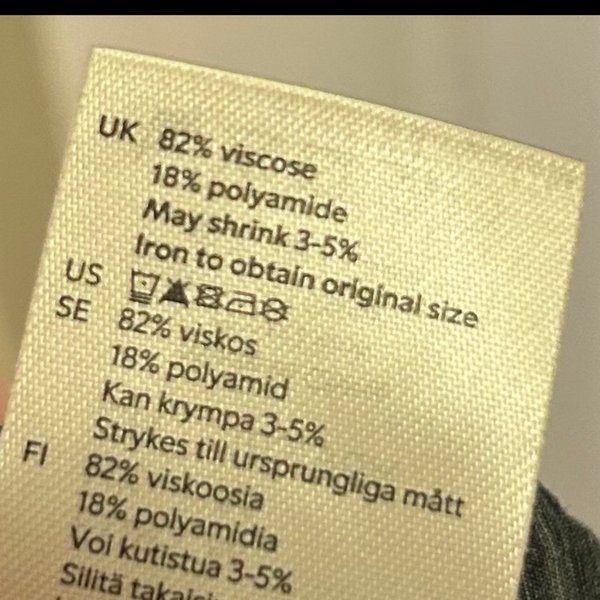 UK 82% viscose
18% polyamide
May shrink 3-5%
Iron to obtain original size
US
SE 82% viskos
18% polyamid
Kan krympa 3-5%
Strykes till ursprungliga mått
FI 82% viskoosia
18% polyamidia
Voi kutistua 3-5%
Silitä